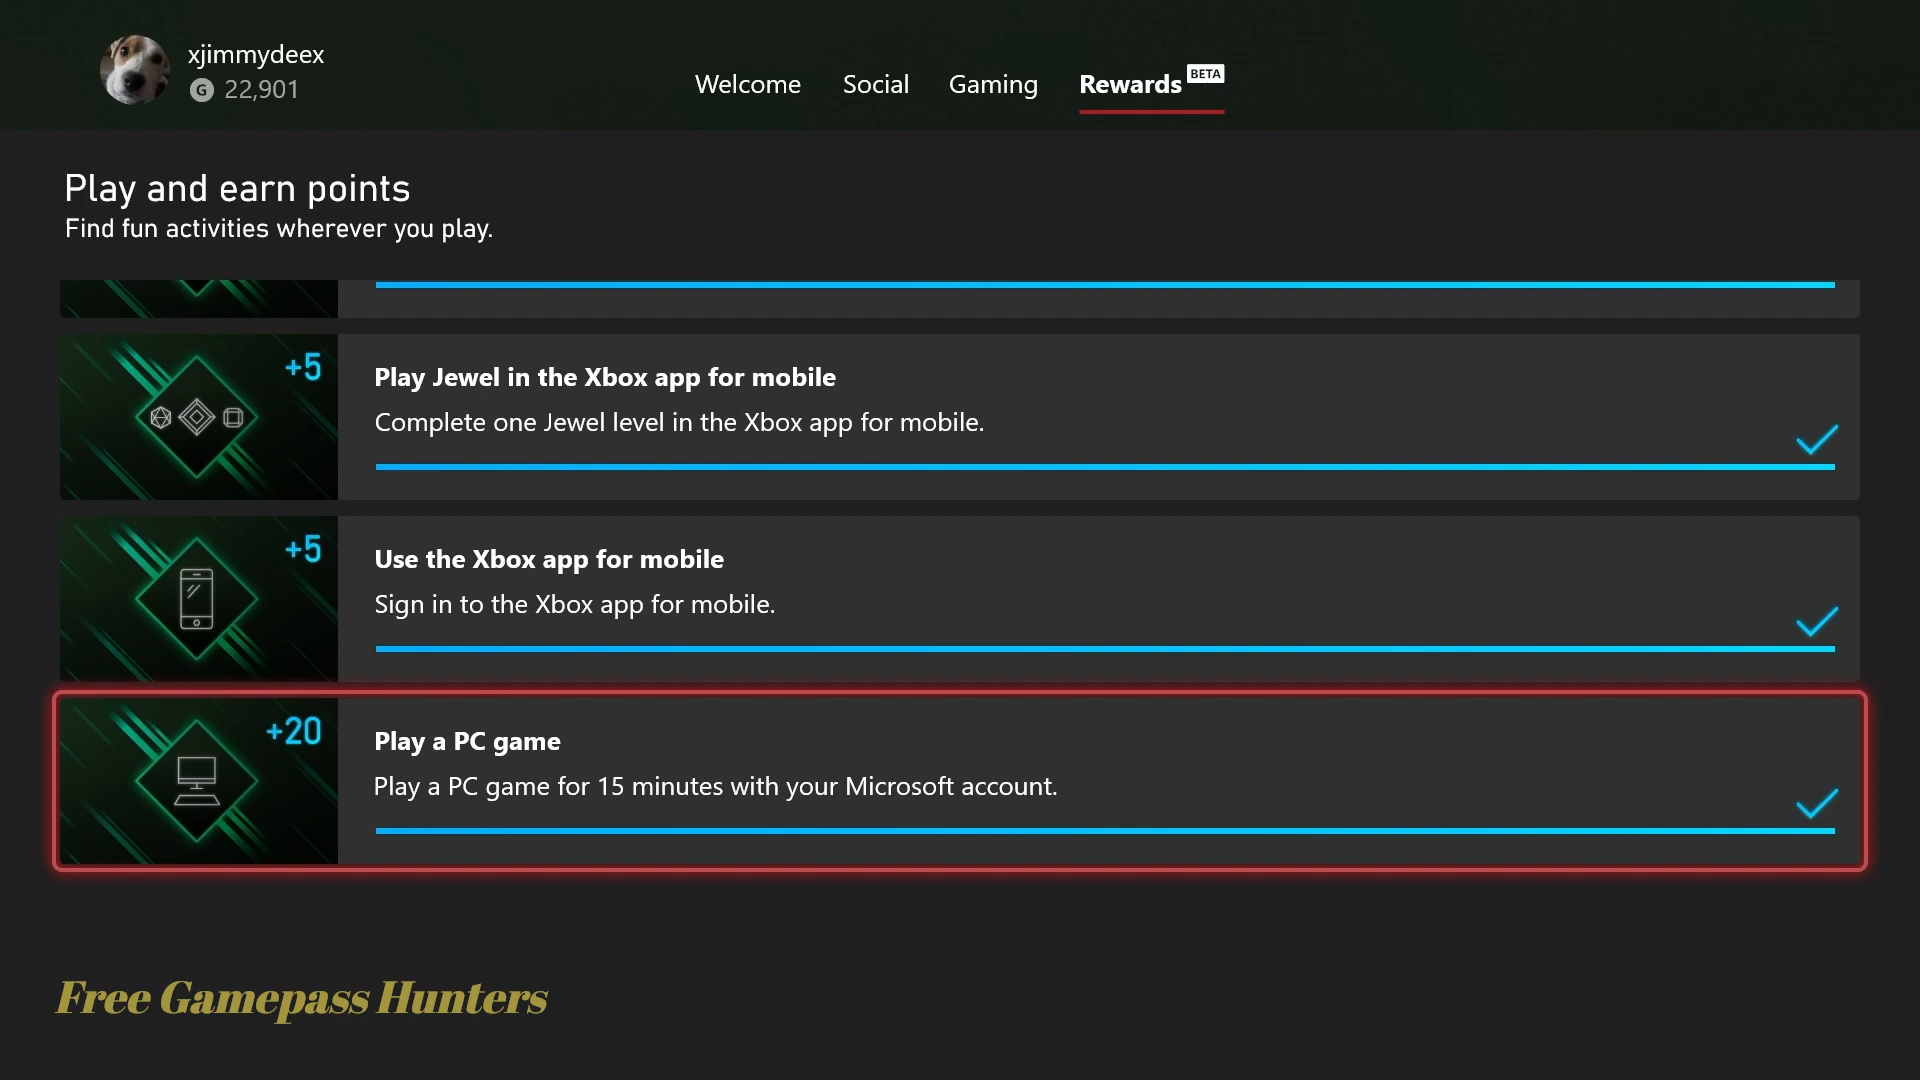 xjimmydeex
G 22,901
Welcome Social Gaming Rewards BETA
Play and earn points
Find fun activities wherever you play.
+5
Play Jewel in the Xbox app for mobile
Complete one Jewel level in the Xbox app for mobile.
+5
Use the Xbox app for mobile
Sign in to the Xbox app for mobile.
+20
Play a PC game
Play a PC game for 15 minutes with your Microsoft account.
Free Gamepass Hunters